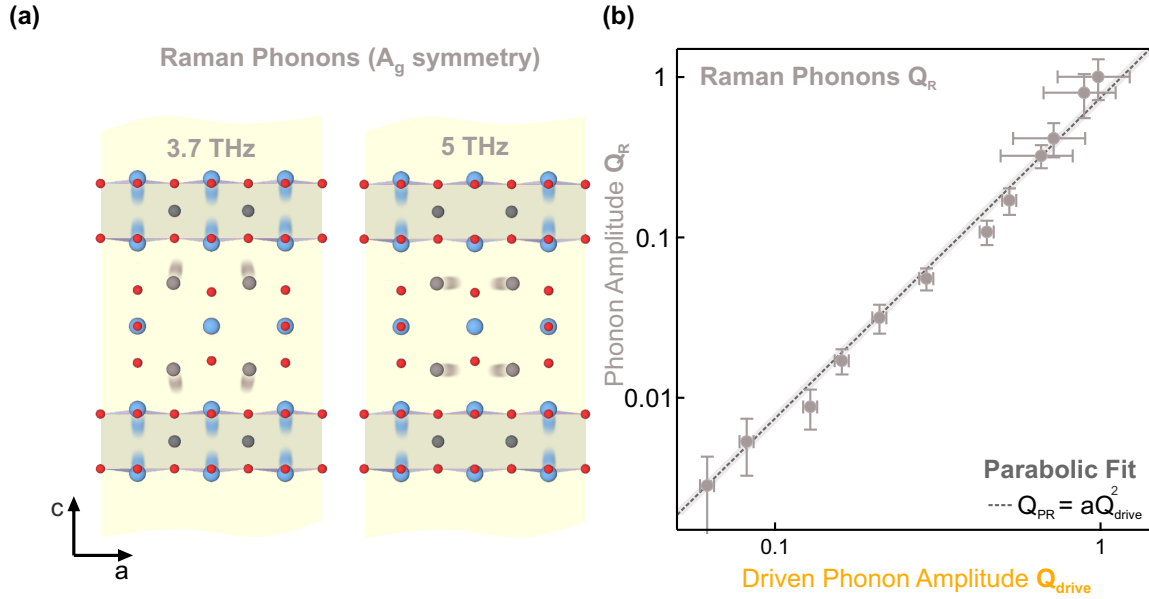 (a)
Raman Phonons (Ag symmetry)
3.7 THz
5 THz
c
a
(b)
Raman Phonons QR
Phonon Amplitude QR
1
0.1
0.01
Parabolic Fit
QPR = aQ²drive
0.1
1
Driven Phonon Amplitude Qdrive